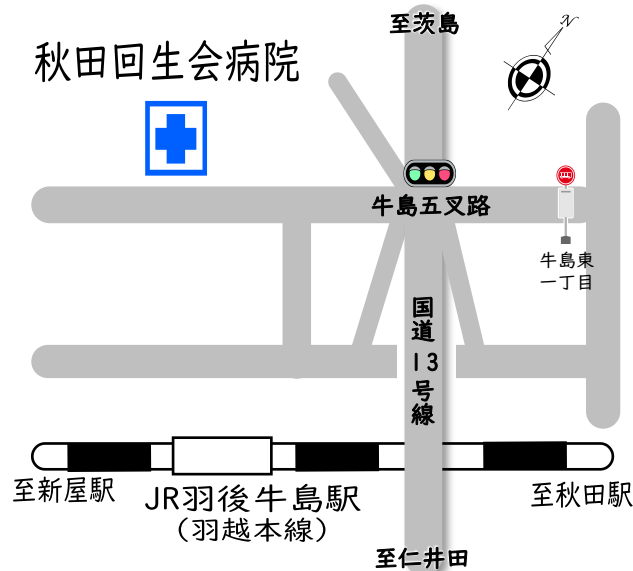 至茨島
N
秋田回生会病院
牛島五叉路
牛島東
一丁目
国道13号線
至新屋駅
JR羽後牛島駅
(羽越本線)
至秋田駅
至仁井田